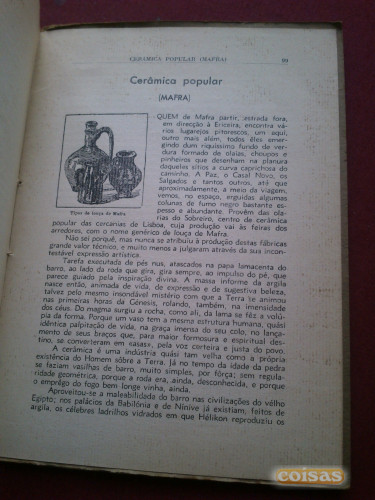 CERÂMICA POPULAR (MAFRA)
Cerâmica popular
(MAFRA)
QUEM de Mafra partir, estrada fora,
em direcção à Ericeira, encontra vá-
rios lugarejos pitorescos, um aqui,
outro mais além, todos êles emer-
gindo dum riquíssimo fundo de ver-
dura formado de olaias, choupos e
pinheiros que desenham na planura
daquelas sítios a curva caprichosa do
caminho. A Paz, o Casal Novo, os
Salgados e tantos outros, até que
aparecem, no meio da viagem,
vemos, no espaço, erguidas algumas
colunas de fumo negro bastante es-
pesso e abundante. Provêm das ola-
rias do Sobreiro, centro de cerâmica
Tipos de louça de Mafra
popular das cercanias de Lisboa, cuja produção vai às feiras dos
arredores, com o nome genérico de louça de Mafra.
Não sei porquê, mas nunca se atribuiu à produção destas fábricas
grande valor técnico, e muito menos a julgaram através da sua incon-
testável expressão artística.
Tarefa executada de pés nus, atascados na papa lamacenta do
barro, ao lado da roda que gira, gira sempre, ao impulso do pé, que
parece guiado pela inspiração divina. A massa informe da argila
nasce então, animada de vida, de expressão e de sugestiva beleza,
talvez pelo mesmo insondável mistério com que a Terra se animou
nas primeiras horas da Génesis, rolando, também, na imensidade
dos céus. Do magma surgiu a rocha, como ali, da lama se fêz a volú-
pia da forma. Porque um vaso tem a mesma estrutura humana, quási
idêntica palpitação de vida, na graça imensa do seu colo, no lança-
mento de seus braços que, para maior formosura e espiritual des-
tino, se converteram em «asas», pela voz corteira e justa do povo.
A cerâmica é uma indústria quási tam velha como a própria
existência do Homem sôbre a Terra. Já no tempo da idade da pedra
se faziam vasilhas de barro, muito simples, por fôrça; sem regula-
ridade geométrica, porque a roda era, ainda, desconhecida, e porque
o emprêgo do fogo bem longe vinha, ainda.
Aproveitou-se a maleabilidade do barro nas civilizações do velho
Egipto; nos palácios da Babilónia e de Nínive já existiam, feitos de
argila, os célebres ladrilhos vidrados em que Hélikon reproduziu os
coisas